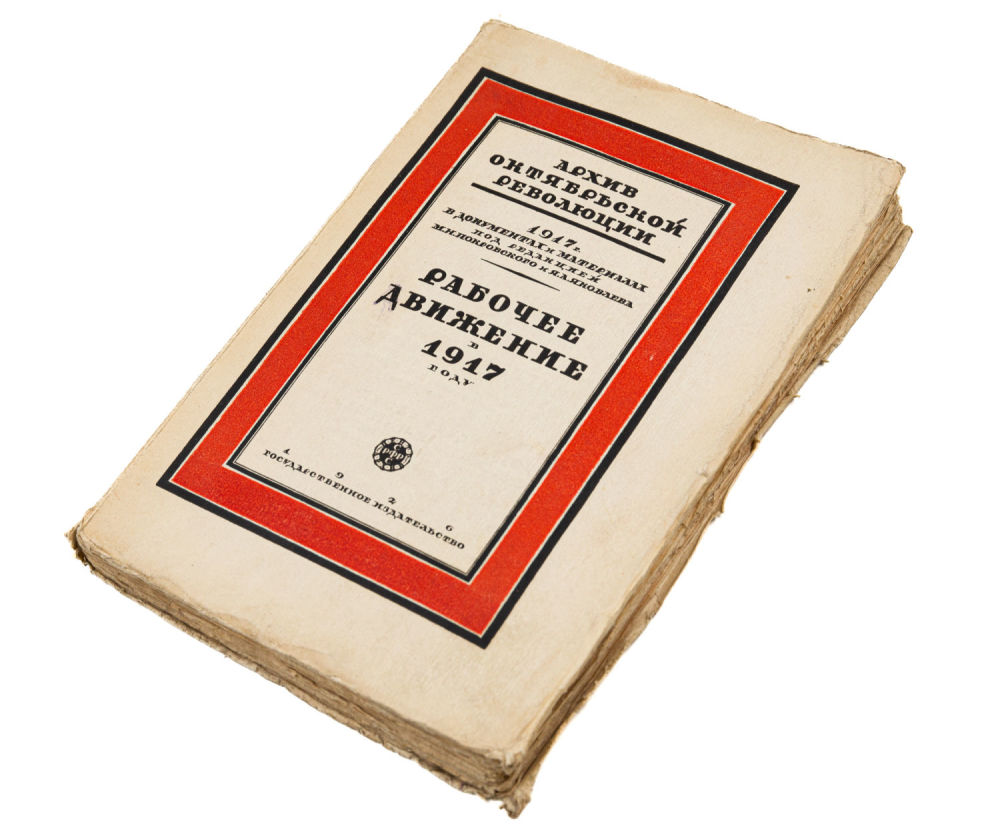 АРХИВ
ОКТЯБРЬСКОЙ
РЕВОЛЮЦИИ
1917 г.
В ДОКУМЕНТАХ и МАТЕРИАЛАХ
ПОД РЕДАКЦИЕЙ
М.Н.ПОКРОВСКОГО и Я.А.ЯКОВЛЕВА
РАБОЧЕЕ
ДВИЖЕНИЕ
В
1917
ГОДУ
РСФСР
1 9 2 6
ГОСУДАРСТВЕННОЕ ИЗДАТЕЛЬСТВО